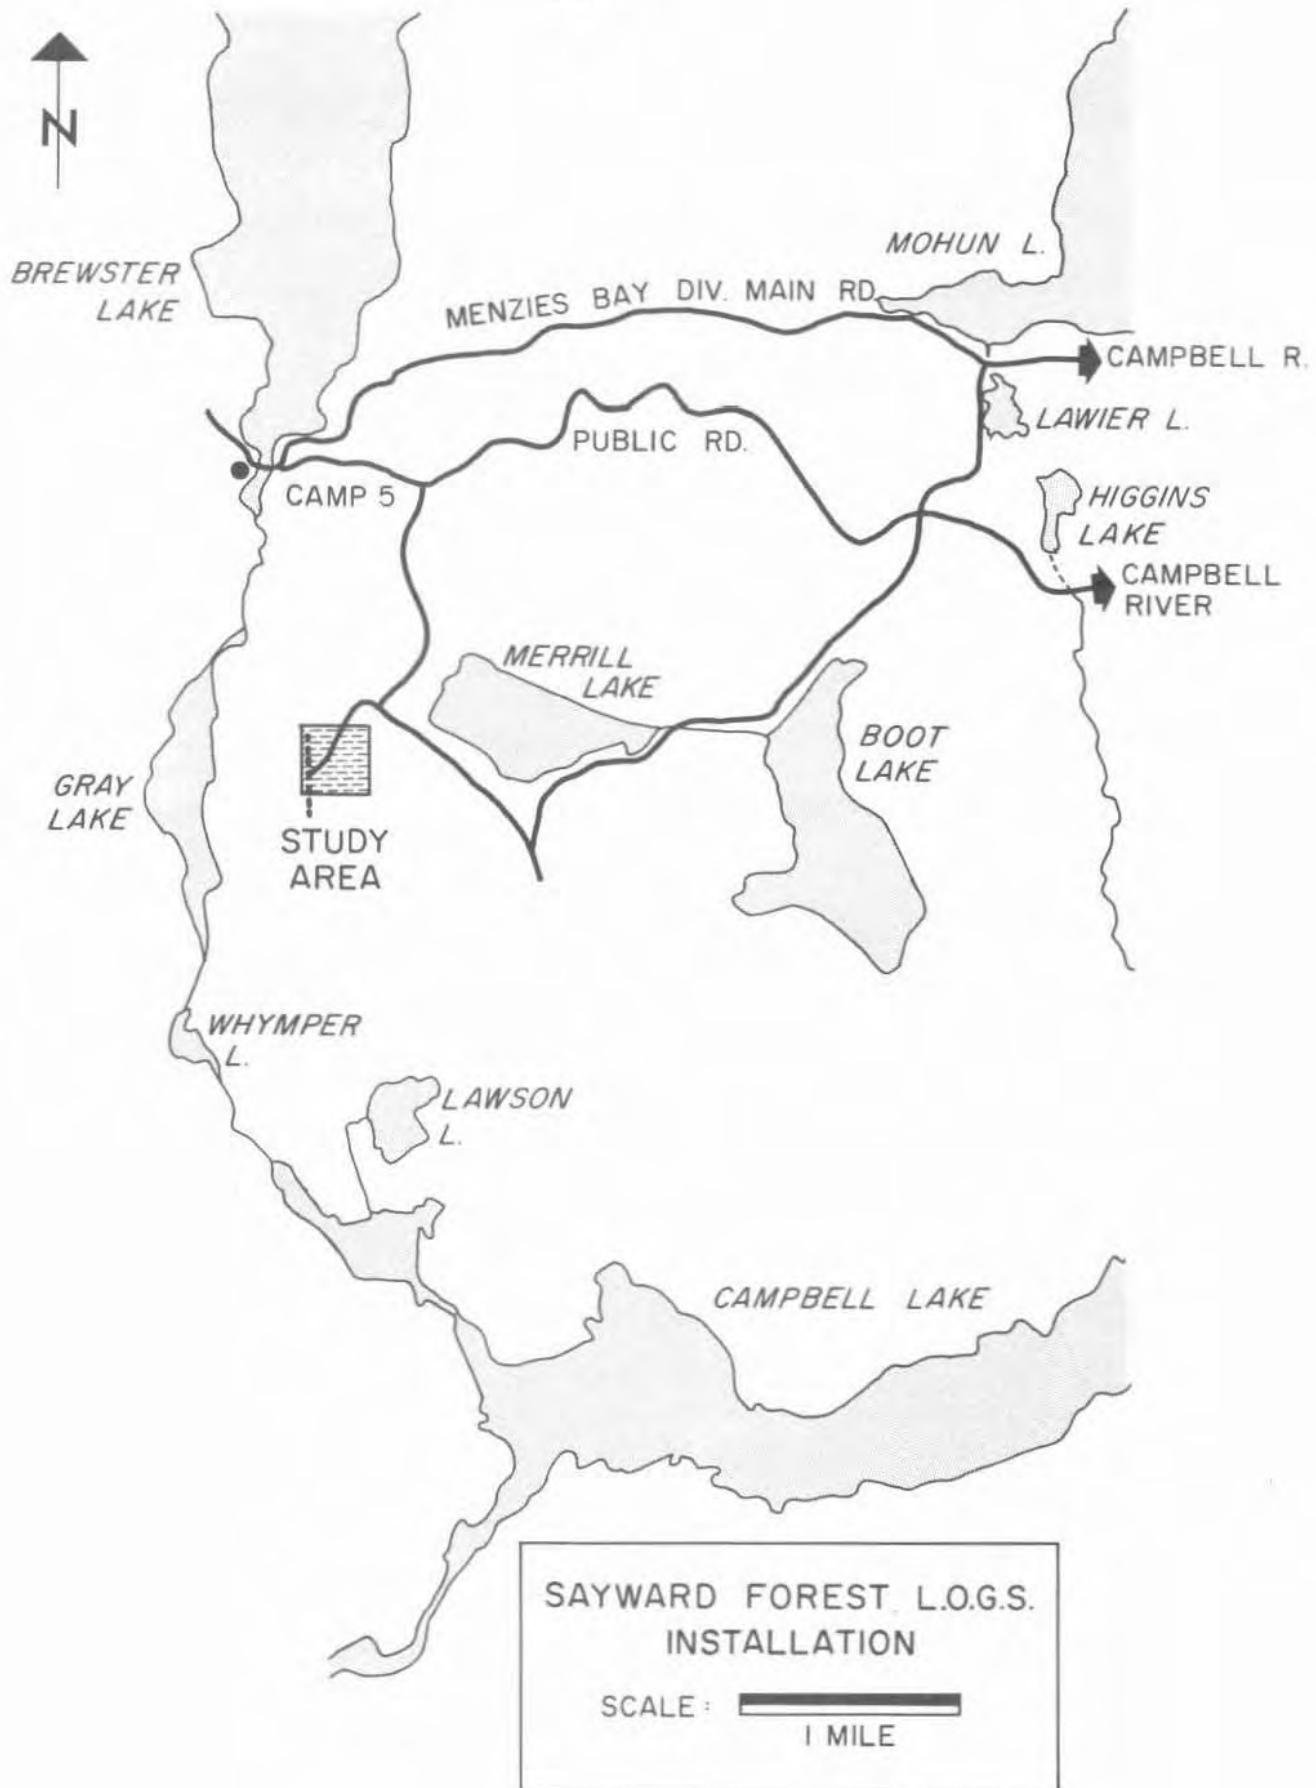 N
BREWSTER
LAKE
MOHUN L.
MENZIES BAY DIV. MAIN RD.
CAMPBELL R.
LAWIER L.
PUBLIC RD.
CAMP 5
HIGGINS
LAKE
CAMPBELL
RIVER
MERRILL
LAKE
BOOT
LAKE
GRAY
LAKE
STUDY
AREA
WHYMPER
L.
LAWSON
L.
CAMPBELL LAKE
SAYWARD FOREST L.O.G.S.
INSTALLATION
SCALE:
1 MILE